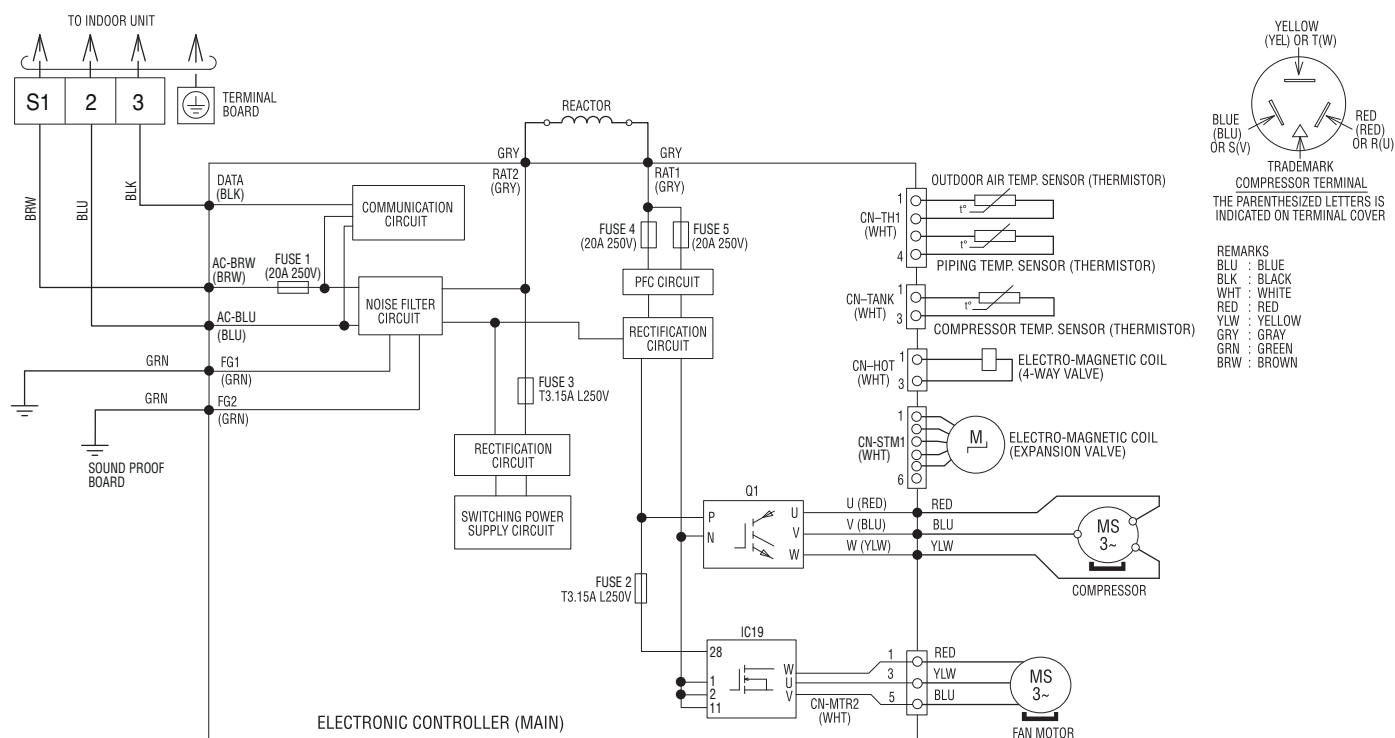 TO INDOOR UNIT
S1 2 3
TERMINAL
BOARD
BRW
BLU
BLK
DATA
(BLK)
COMMUNICATION
CIRCUIT
AC-BRW
(BRW)
FUSE 1
(20A 250V)
NOISE FILTER
CIRCUIT
AC-BLU
(BLU)
GRN
FG1
(GRN)
GRN
FG2
(GRN)
SOUND PROOF
BOARD
REACTOR
GRY
RAT2
(GRY)
GRY
RAT1
(GRY)
FUSE 4
(20A 250V)
FUSE 5
(20A 250V)
PFC CIRCUIT
RECTIFICATION
CIRCUIT
FUSE 3
T3.15A L250V
RECTIFICATION
CIRCUIT
SWITCHING POWER
SUPPLY CIRCUIT
FUSE 2
T3.15A L250V
Q1
P
N
U
V
W
U (RED)
V (BLU)
W (YLW)
RED
BLU
YLW
MS
3~
COMPRESSOR
IC19
28
1
2
11
W
U
V
1
3
5
CN-MTR2
(WHT)
RED
YLW
BLU
MS
3~
FAN MOTOR
ELECTRONIC CONTROLLER (MAIN)
OUTDOOR AIR TEMP. SENSOR (THERMISTOR)
1
CN–TH1
(WHT)
4
t°
t°
PIPING TEMP. SENSOR (THERMISTOR)
CN–TANK
(WHT)
1
3
t°
COMPRESSOR TEMP. SENSOR (THERMISTOR)
CN–HOT
(WHT)
1
3
ELECTRO-MAGNETIC COIL
(4-WAY VALVE)
1
CN-STM1
(WHT)
6
M
ELECTRO-MAGNETIC COIL
(EXPANSION VALVE)
YELLOW
(YEL) OR T(W)
BLUE
(BLU)
OR S(V)
RED
(RED)
OR R(U)
TRADEMARK
COMPRESSOR TERMINAL
THE PARENTHESIZED LETTERS IS
INDICATED ON TERMINAL COVER
REMARKS
BLU : BLUE
BLK : BLACK
WHT : WHITE
RED : RED
YLW : YELLOW
GRY : GRAY
GRN : GREEN
BRW : BROWN